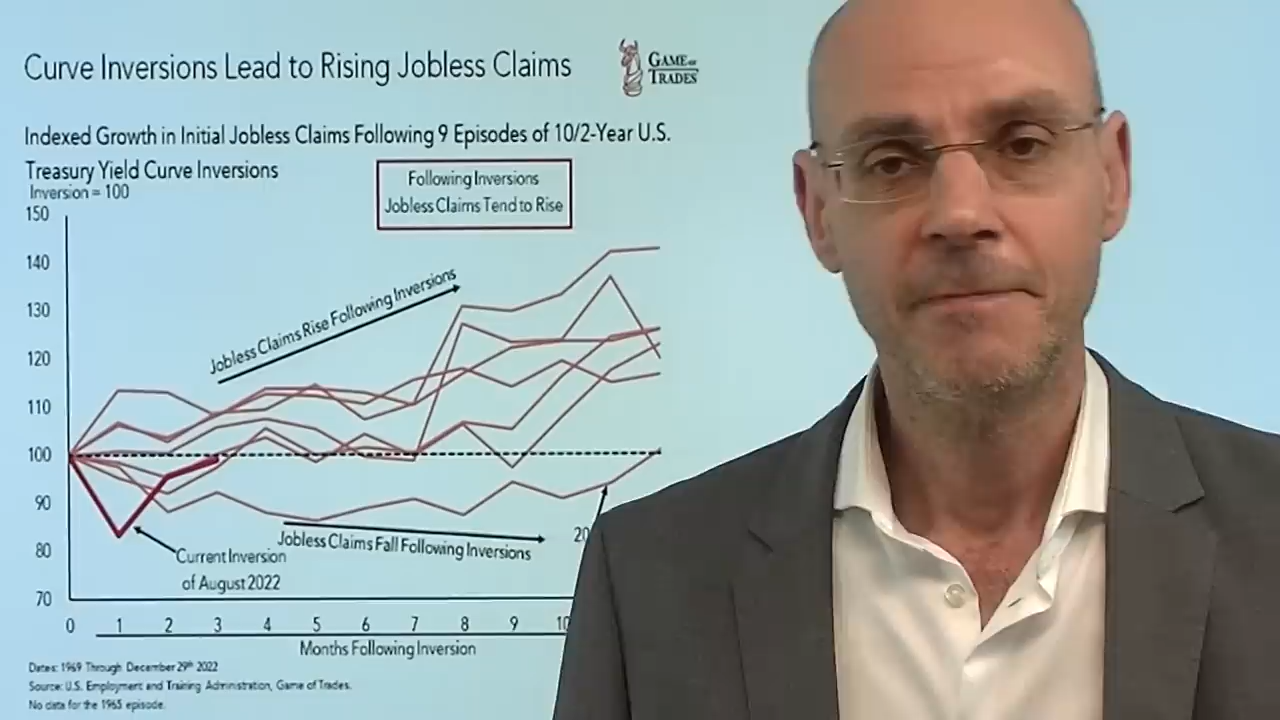 Curve Inversions Lead to Rising Jobless Claims
GAME OF
TRADES
Indexed Growth in Initial Jobless Claims Following 9 Episodes of 10/2-Year U.S.
Treasury Yield Curve Inversions
Inversion = 100
Following Inversions
Jobless Claims Tend to Rise
150
140
130
120
110
100
90
80
70
Jobless Claims Rise Following Inversions
Jobless Claims Fall Following Inversions
20
Current Inversion
of August 2022
0 1 2 3 4 5 6 7 8 9 10
Months Following Inversion
Dates: 1969 Through December 29th 2022
Source: U.S. Employment and Training Administration, Game of Trades.
No data for the 1965 episode.